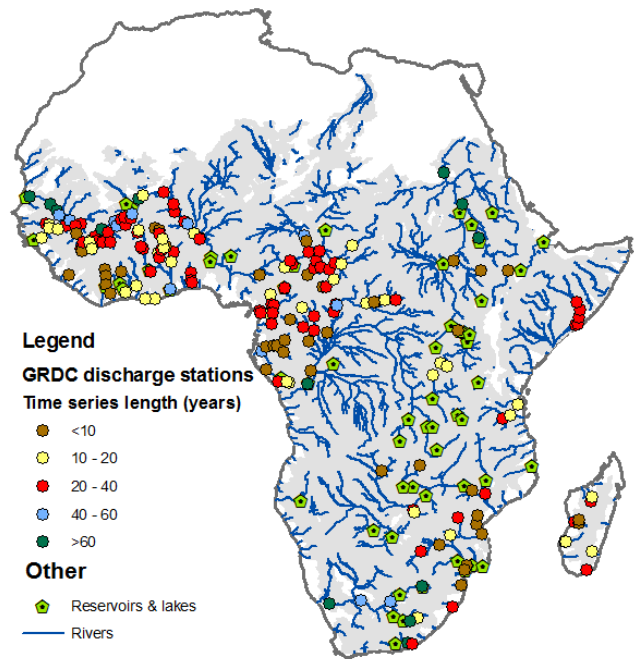 Legend
GRDC discharge stations
Time series length (years)
<10
10 - 20
20 - 40
40 - 60
>60
Other
Reservoirs & lakes
Rivers